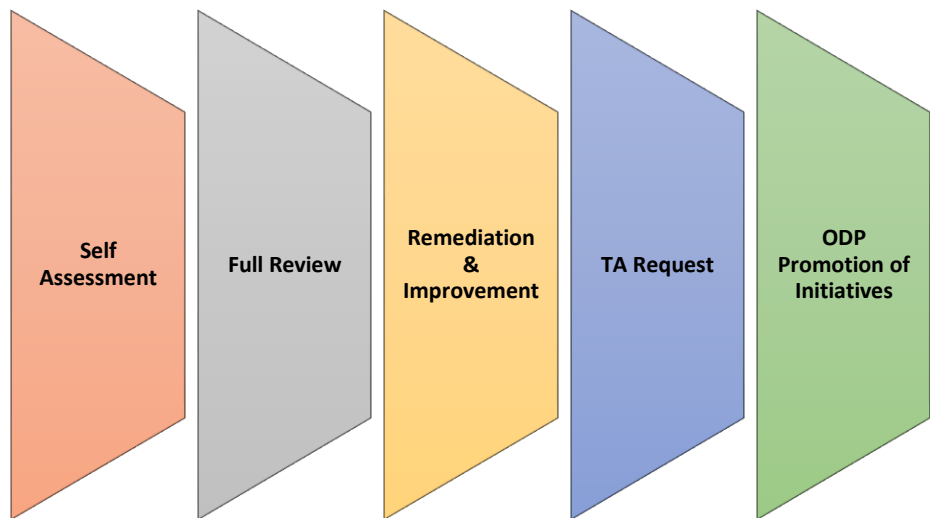 Self
Assessment
Full Review
Remediation
&
Improvement
TA Request
ODP
Promotion of
Initiatives